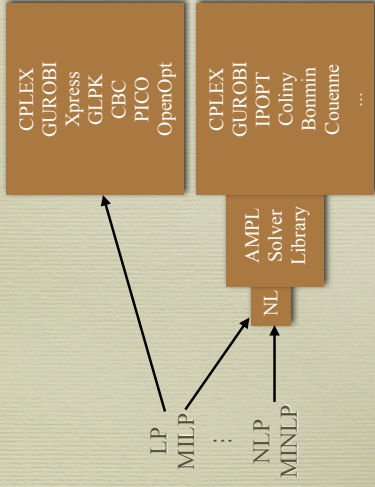 CPLEX
GUROBI
Xpress
GLPK
CBC
PICO
OpenOpt
CPLEX
GUROBI
IPOPT
Coliny
Bonmin
Couenne
...
AMPL
Solver
Library
NL
LP
MILP
...
NLP
MINLP